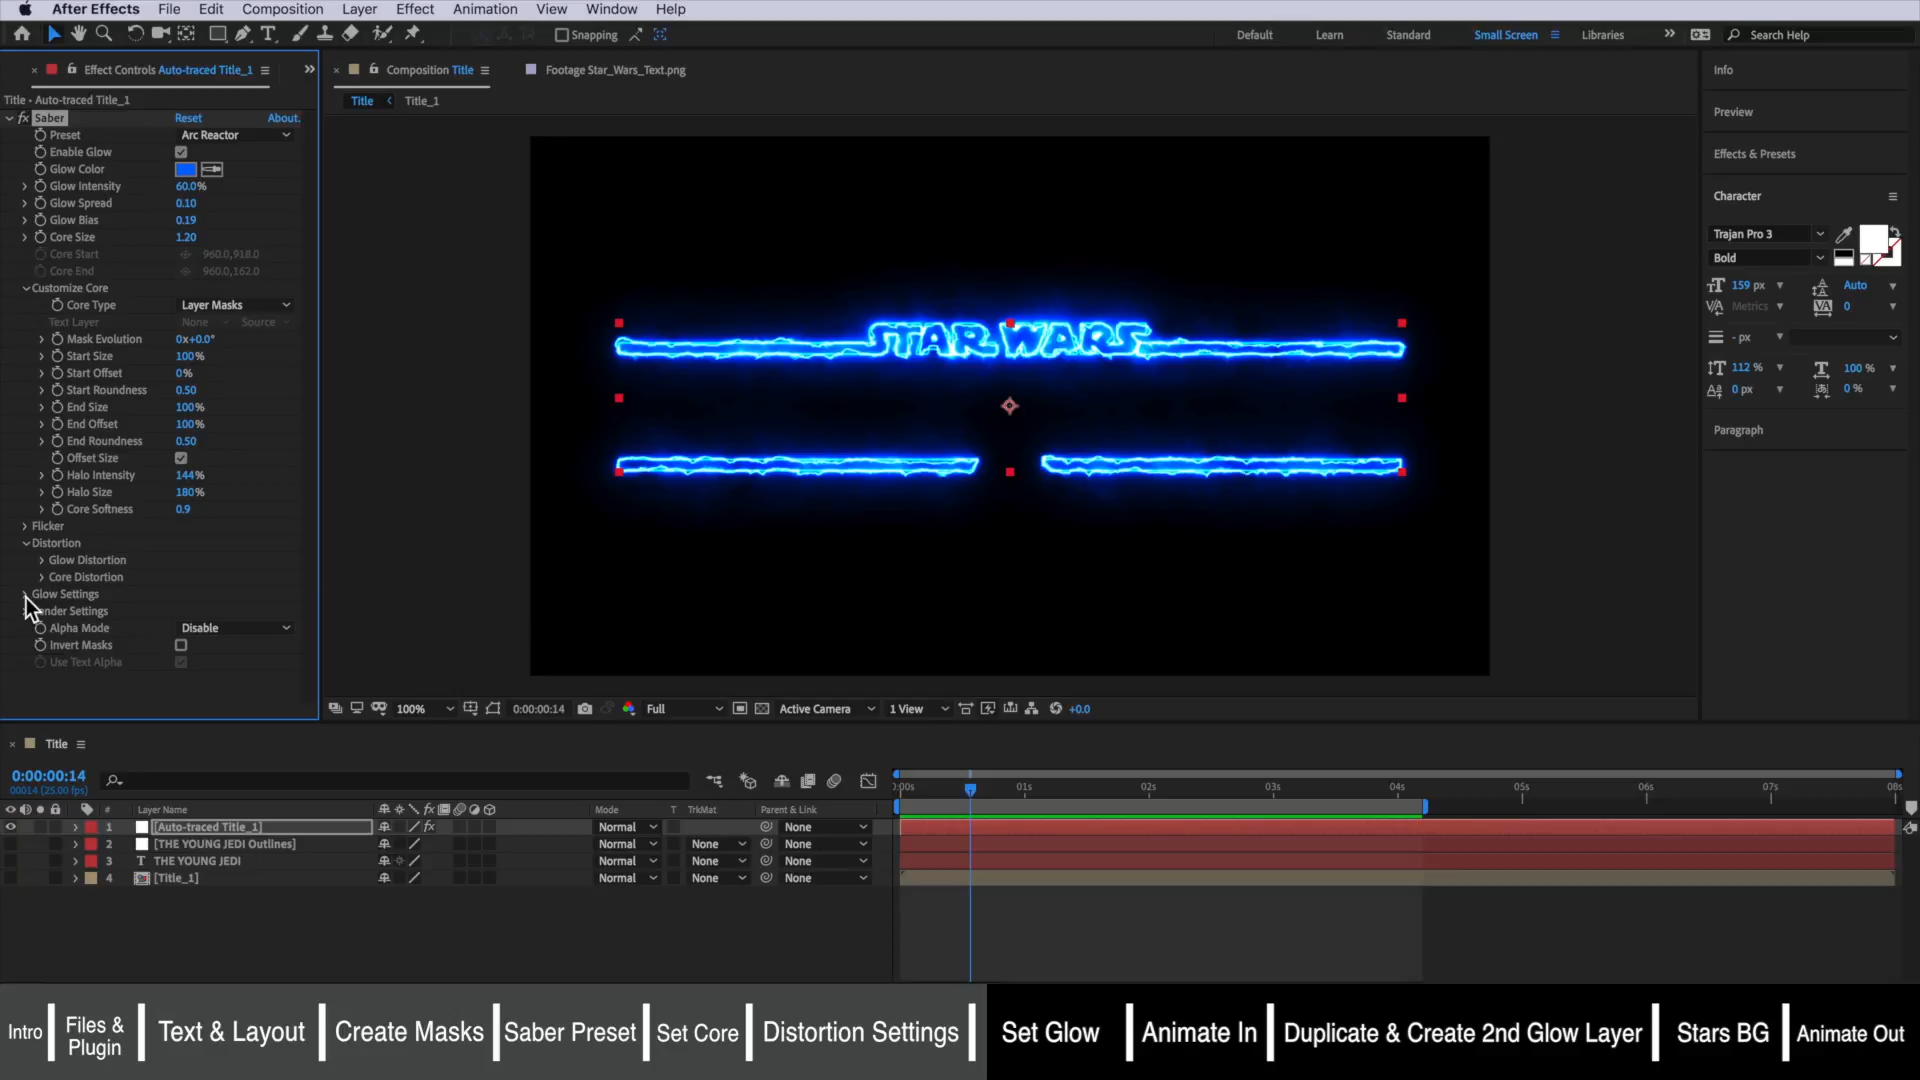 After Effects File Edit Composition Layer Effect Animation View Window Help
Snapping Default Learn Standard Small Screen Libraries Search Help
Effect Controls Auto-traced Title_1
Title • Auto-traced Title_1
fx Saber Reset About.
Preset Arc Reactor
Enable Glow
Glow Color
Glow Intensity 60.0%
Glow Spread 0.10
Glow Bias 0.19
Core Size 1.20
Core Start 960.0,918.0
Core End 960.0,162.0
Customize Core
Core Type Layer Masks
Text Layer None Source
Mask Evolution 0x+0.0°
Start Size 100%
Start Offset 0%
Start Roundness 0.50
End Size 100%
End Offset 100%
End Roundness 0.50
Offset Size
Halo Intensity 144%
Halo Size 180%
Core Softness 0.9
Flicker
Distortion
Glow Distortion
Core Distortion
Glow Settings
ender Settings
Alpha Mode Disable
Invert Masks
Use Text Alpha
Composition Title Footage Star_Wars_Text.png
Title Title_1
STAR WARS
100% 0:00:00:14 Full Active Camera 1 View +0.0
Info
Preview
Effects & Presets
Character
Trajan Pro 3
Bold
159 px Auto
Metrics 0
- px
112 % 100 %
0 px 0 %
Paragraph
Title
0:00:00:14
00014 (25.00 fps)
0:00s 01s 02s 03s 04s 05s 06s 07s 08s
# Layer Name fx Mode T TrkMat Parent & Link
1 [Auto-traced Title_1] fx Normal None
2 [THE YOUNG JEDI Outlines] Normal None None
3 T THE YOUNG JEDI Normal None None
4 [Title_1] Normal None None
Intro Files & Plugin Text & Layout Create Masks Saber Preset Set Core Distortion Settings Set Glow Animate In Duplicate & Create 2nd Glow Layer Stars BG Animate Out